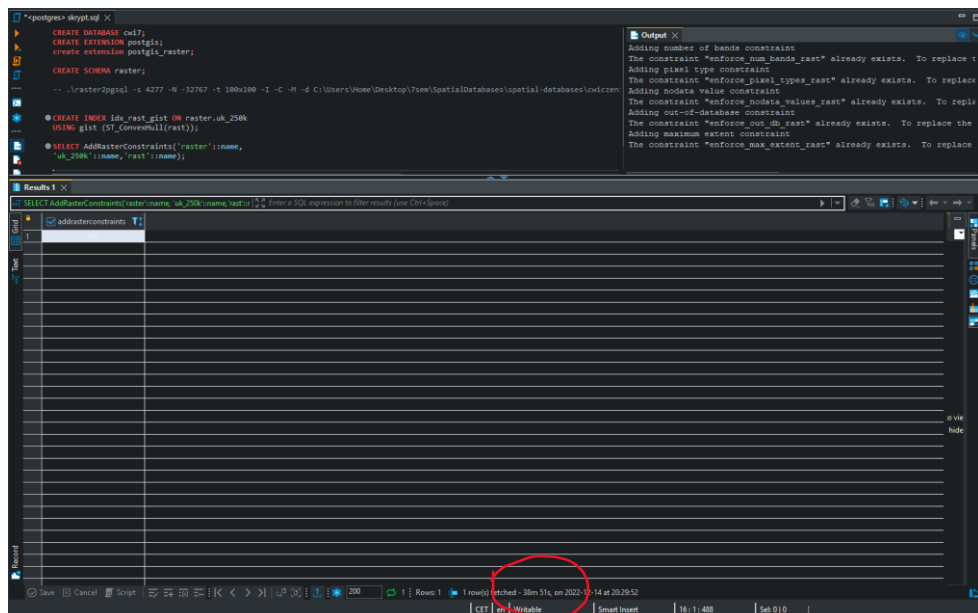 *<postgres> skrypt.sql
CREATE DATABASE cwi7;
CREATE EXTENSION postgis;
create extension postgis_raster;
CREATE SCHEMA raster;
-- .\raster2pgsql -s 4277 -N -32767 -t 100x100 -I -C -M -d C:\Users\Home\Desktop\7sem\SpatialDatabases\spatial-databases\cwiczen
CREATE INDEX idx_rast_gist ON raster.uk_250k
USING gist (ST_ConvexHull(rast));
SELECT AddRasterConstraints('raster'::name,
'uk_250k'::name,'rast'::name);
Output
Adding number of bands constraint
The constraint "enforce_num_bands_rast" already exists. To replace t
Adding pixel type constraint
The constraint "enforce_pixel_types_rast" already exists. To replace
Adding nodata value constraint
The constraint "enforce_nodata_values_rast" already exists. To repla
Adding out-of-database constraint
The constraint "enforce_out_db_rast" already exists. To replace the
Adding maximum extent constraint
The constraint "enforce_max_extent_rast" already exists. To replace
Results 1
SELECT AddRasterConstraints('raster'::name, 'uk_250k'::name,'rast'::r Enter a SQL expression to filter results (use Ctrl+Space)
Grid
Text
Record
addrasterconstraints
1
Panels
o vie
hide
Save Cancel Script 200 1 Rows: 1 1 row(s) fetched - 38m 51s, on 2022-12-14 at 20:29:52
CET en Writable Smart Insert 16 : 1 : 488 Sel: 0 | 0